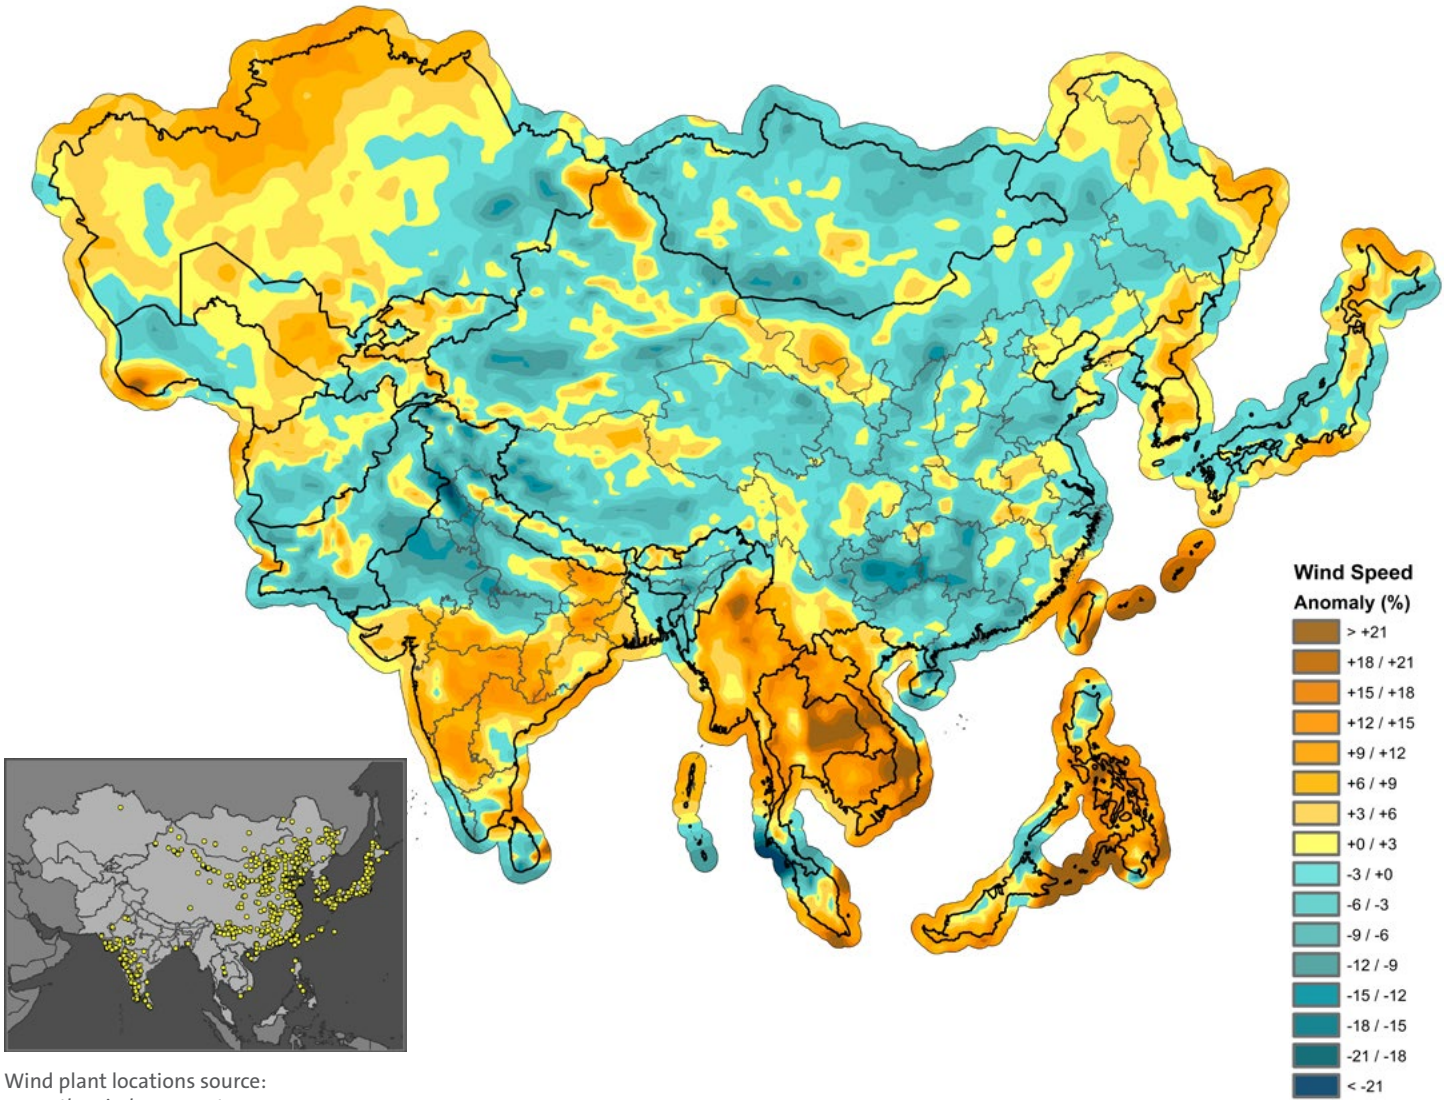 Wind Speed
Anomaly (%)
> +21
+18 / +21
+15 / +18
+12 / +15
+9 / +12
+6 / +9
+3 / +6
+0 / +3
-3 / +0
-6 / -3
-9 / -6
-12 / -9
-15 / -12
-18 / -15
-21 / -18
< -21
Wind plant locations source: